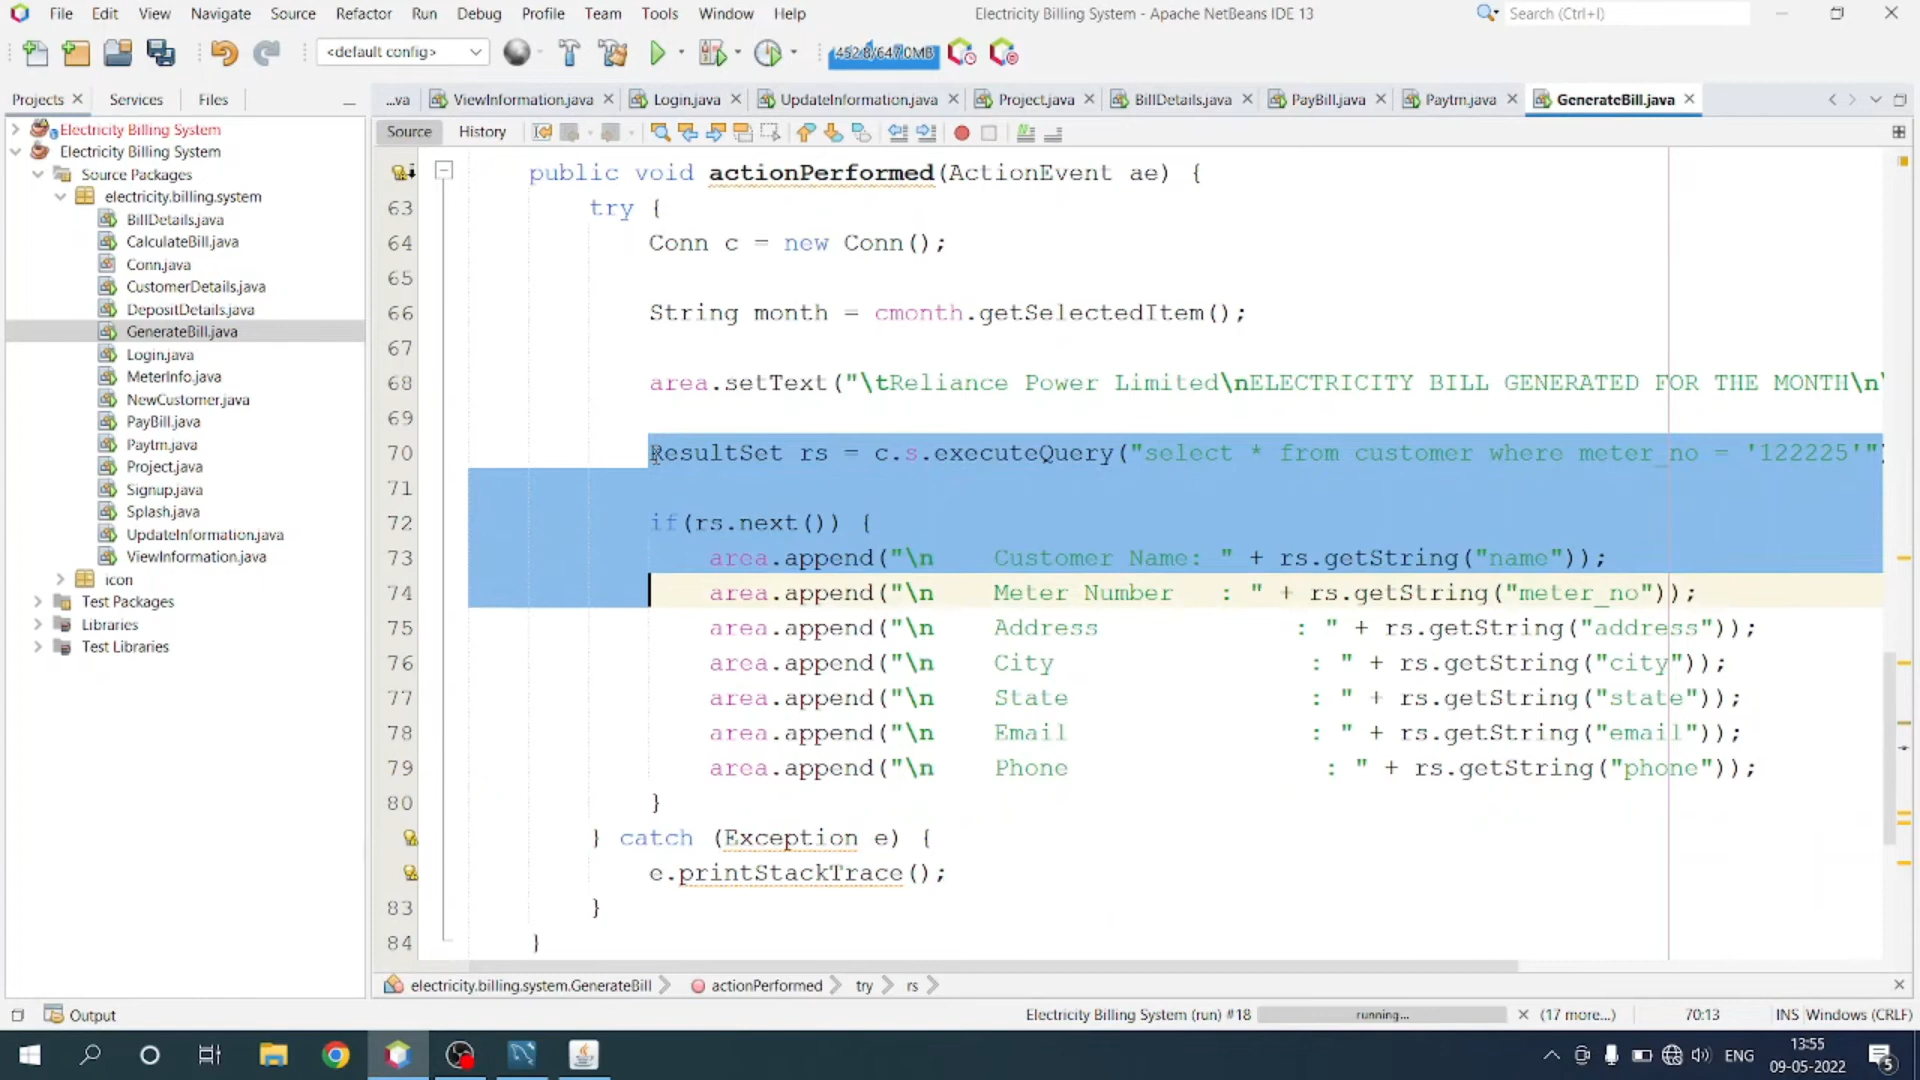 File Edit View Navigate Source Refactor Run Debug Profile Team Tools Window Help
Electricity Billing System - Apache NetBeans IDE 13
Search (Ctrl+I)
<default config>
452.8/647.0MB
Projects Services Files
...va ViewInformation.java Login.java UpdateInformation.java Project.java BillDetails.java PayBill.java Paytm.java GenerateBill.java
Source History
Electricity Billing System
Electricity Billing System
Source Packages
electricity.billing.system
BillDetails.java
CalculateBill.java
Conn.java
CustomerDetails.java
DepositDetails.java
GenerateBill.java
Login.java
MeterInfo.java
NewCustomer.java
PayBill.java
Paytm.java
Project.java
Signup.java
Splash.java
UpdateInformation.java
ViewInformation.java
icon
Test Packages
Libraries
Test Libraries
public void actionPerformed(ActionEvent ae) {
63 try {
64 Conn c = new Conn();
65
66 String month = cmonth.getSelectedItem();
67
68 area.setText("\tReliance Power Limited\nELECTRICITY BILL GENERATED FOR THE MONTH\n\
69
70 ResultSet rs = c.s.executeQuery("select * from customer where meter_no = '122225'")
71
72 if(rs.next()) {
73 area.append("\n    Customer Name: " + rs.getString("name"));
74 area.append("\n    Meter Number   : " + rs.getString("meter_no"));
75 area.append("\n    Address             : " + rs.getString("address"));
76 area.append("\n    City                 : " + rs.getString("city"));
77 area.append("\n    State                : " + rs.getString("state"));
78 area.append("\n    Email                : " + rs.getString("email"));
79 area.append("\n    Phone                 : " + rs.getString("phone"));
80 }
} catch (Exception e) {
e.printStackTrace();
83 }
84 }
electricity.billing.system.GenerateBill actionPerformed try rs
Output
Electricity Billing System (run) #18 running... (17 more...) 70:13 INS Windows (CRLF)
ENG
13:55
09-05-2022
5